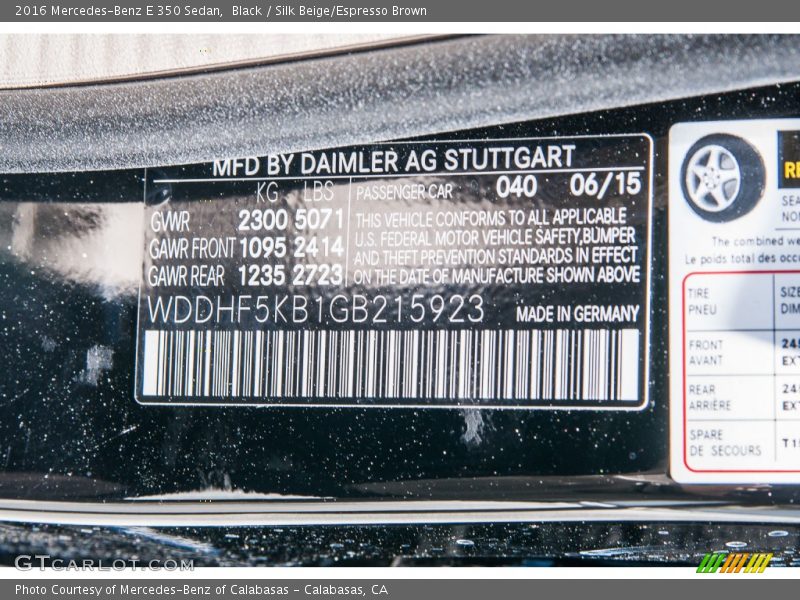 2016 Mercedes-Benz E 350 Sedan,  Black / Silk Beige/Espresso Brown
MFD BY DAIMLER AG STUTTGART
KG LBS PASSENGER CAR 040 06/15
GVWR 2300 5071
GAWR FRONT 1095 2414
GAWR REAR 1235 2723
THIS VEHICLE CONFORMS TO ALL APPLICABLE
U.S. FEDERAL MOTOR VEHICLE SAFETY,BUMPER
AND THEFT PREVENTION STANDARDS IN EFFECT
ON THE DATE OF MANUFACTURE SHOWN ABOVE
WDDHF5KB1GB215923 MADE IN GERMANY
The combined
Le poids total des
TIRE
PNEU
FRONT
AVANT
REAR
ARRIÈRE
SPARE
DE SECOURS
GTCARLOT.COM
Photo Courtesy of Mercedes-Benz of Calabasas - Calabasas, CA